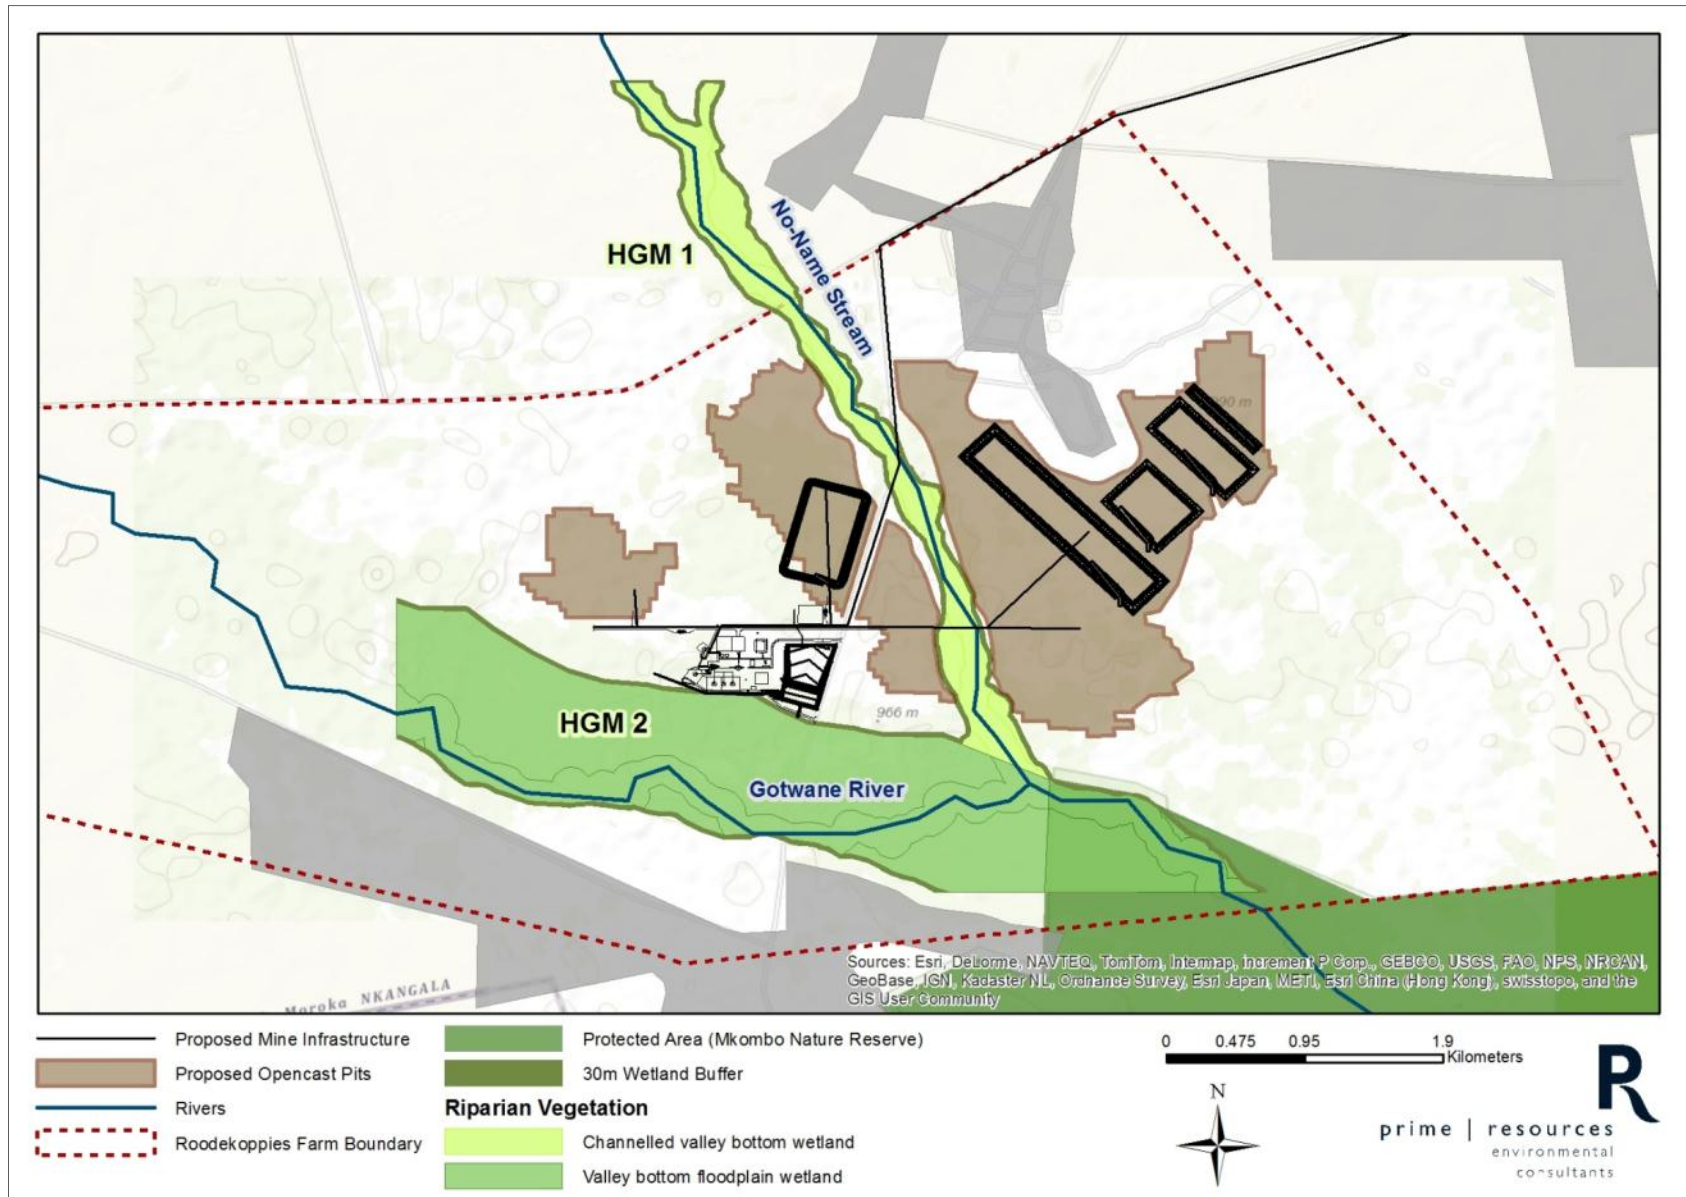 HGM 1
No-Name Stream
90 m
HGM 2
966 m
Gotwane River
Sources: Esri, DeLorme, NAVTEQ, TomTom, Intermap, increment P Corp., GEBCO, USGS, FAO, NPS, NRCAN,
GeoBase, IGN, Kadaster NL, Ordnance Survey, Esri Japan, METI, Esri China (Hong Kong), swisstopo, and the
GIS User Community
Moroka NKANGALA
Proposed Mine Infrastructure
Proposed Opencast Pits
Rivers
Roodekoppies Farm Boundary
Protected Area (Mkombo Nature Reserve)
30m Wetland Buffer
Riparian Vegetation
Channelled valley bottom wetland
Valley bottom floodplain wetland
0 0.475 0.95 1.9
Kilometers
N
R
prime | resources
environmental
consultants